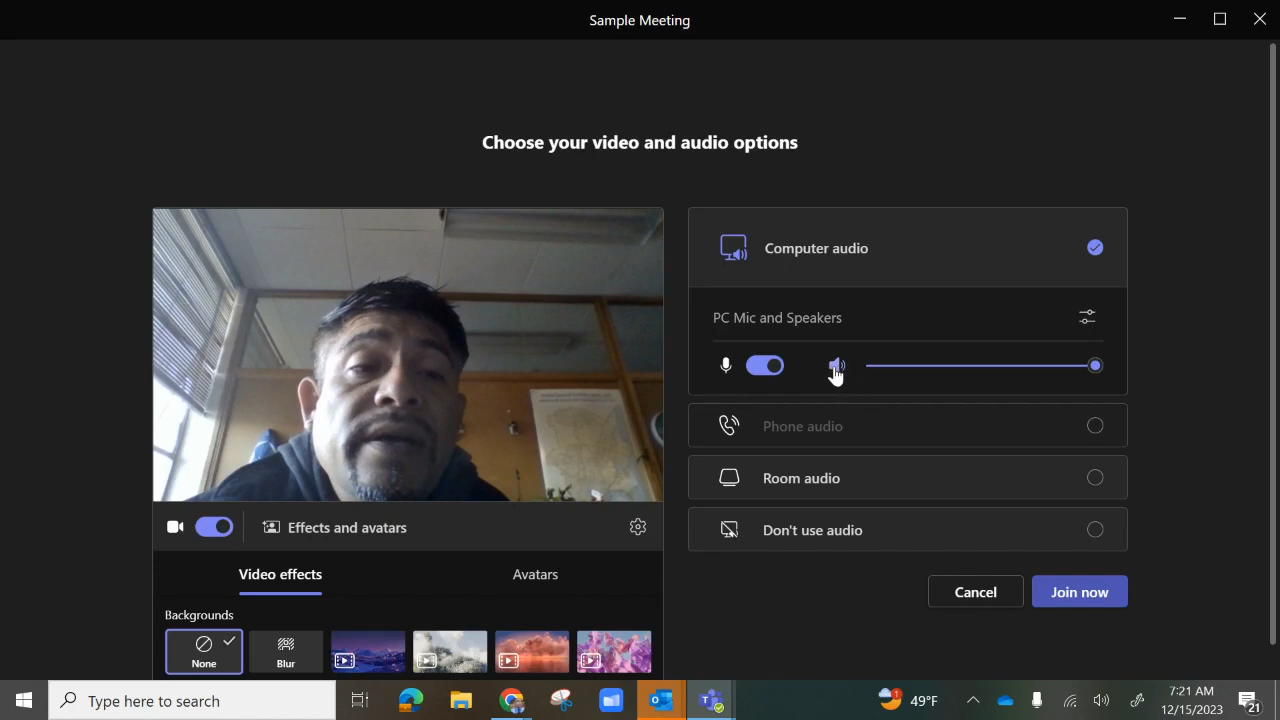 Sample Meeting
Choose your video and audio options
Computer audio
PC Mic and Speakers
Phone audio
Room audio
Don't use audio
Effects and avatars
Cancel
Join now
Video effects
Avatars
Backgrounds
None
Blur
Type here to search
49°F
7:21 AM
12/15/2023
21